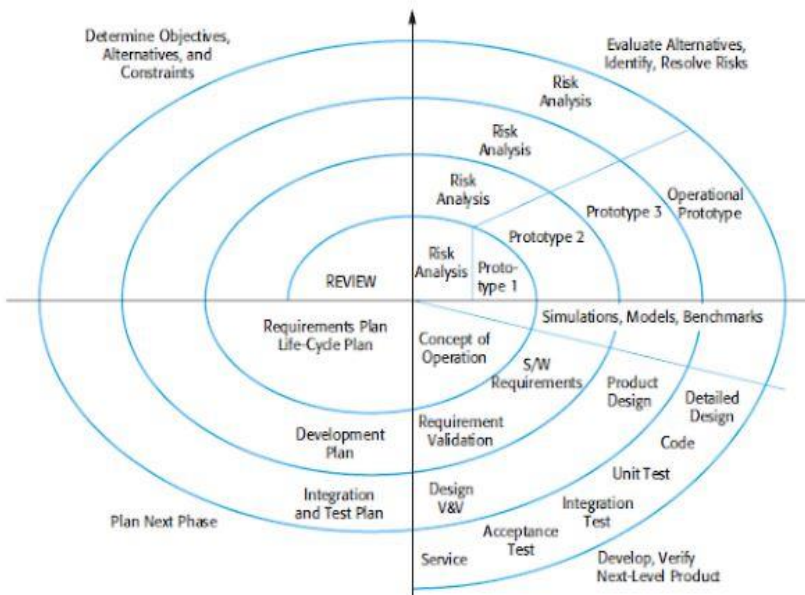 Determine Objectives,
Alternatives, and
Constraints
Evaluate Alternatives,
Identify, Resolve Risks
Risk
Analysis
Risk
Analysis
Risk
Analysis
Risk
Analysis
Operational
Prototype
Prototype 3
Prototype 2
Proto-
type 1
REVIEW
Requirements Plan
Life-Cycle Plan
Concept of
Operation
Simulations, Models, Benchmarks
S/W
Requirements
Product
Design
Detailed
Design
Development
Plan
Requirement
Validation
Code
Unit Test
Integration
and Test Plan
Design
V&V
Integration
Test
Acceptance
Test
Service
Plan Next Phase
Develop, Verify
Next-Level Product